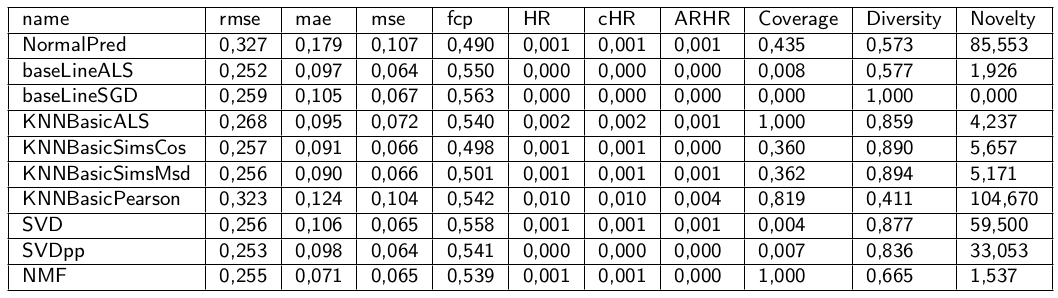 name rmse mae mse fcp HR cHR ARHR Coverage Diversity Novelty
NormalPred 0,327 0,179 0,107 0,490 0,001 0,001 0,001 0,435 0,573 85,553
baseLineALS 0,252 0,097 0,064 0,550 0,000 0,000 0,000 0,008 0,577 1,926
baseLineSGD 0,259 0,105 0,067 0,563 0,000 0,000 0,000 0,000 1,000 0,000
KNNBasicALS 0,268 0,095 0,072 0,540 0,002 0,002 0,001 1,000 0,859 4,237
KNNBasicSimsCos 0,257 0,091 0,066 0,498 0,001 0,001 0,000 0,360 0,890 5,657
KNNBasicSimsMsd 0,256 0,090 0,066 0,501 0,001 0,001 0,001 0,362 0,894 5,171
KNNBasicPearson 0,323 0,124 0,104 0,542 0,010 0,010 0,004 0,819 0,411 104,670
SVD 0,256 0,106 0,065 0,558 0,001 0,001 0,001 0,004 0,877 59,500
SVDpp 0,253 0,098 0,064 0,541 0,000 0,000 0,000 0,007 0,836 33,053
NMF 0,255 0,071 0,065 0,539 0,001 0,001 0,000 1,000 0,665 1,537